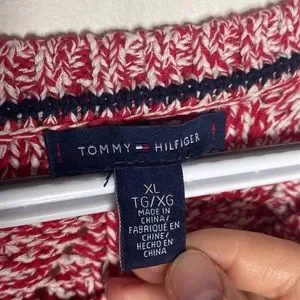 TOMMY HILFIGER
XL
TG/XG
MADE IN
CHINA/
FABRIQUÉ EN
CHINE/
HECHO EN
CHINA